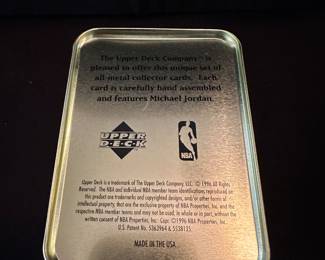 The Upper Deck Company™ is
pleased to offer this unique set of
all-metal collector cards. Each
card is carefully hand assembled
and features Michael Jordan.
UPPER
DECK
NBA
Upper Deck is a trademark of The Upper Deck Company, LLC. © 1996 All Rights
Reserved. The NBA and individual NBA member team identifications, reproduced on
this product are trademarks and copyrighted designs, and/or other forms of
intellectual property, that are the exclusive property of NBA Properties, Inc. and the
respective NBA member teams and may not be used, in whole or in part, without the
written consent of NBA Properties, Inc. Copr. ©1996 NBA Properties, Inc.
U.S. Patent No. 5363964 & 5538135.
MADE IN THE USA